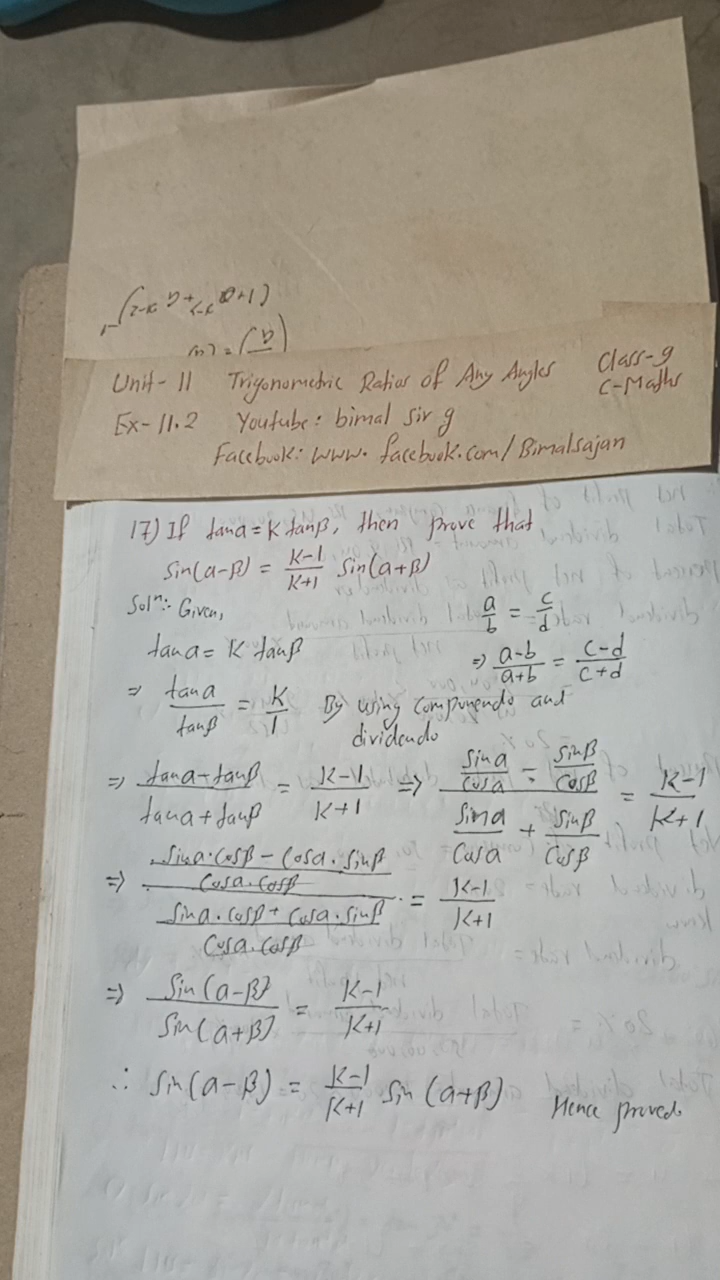 Unit- 11 Trigonometric Ratios of Any Angles Class-9
C-Maths
Ex- 11.2 Youtube: bimal sir g
Facebook: www. facebook.com/Bimalsajan
17) If tana = K tanβ, then prove that
sin(a-β) = K-1/K+1 sin(a+β)
Solⁿ: Given,
a/b = c/d
tana = K tanβ
⇒ a-b/a+b = c-d/c+d
⇒ tana/tanβ = K/1 By using componendo and
dividendo
⇒ tana-tanβ/tana+tanβ = K-1/K+1 ⇒ (sina/cosa - sinβ/cosβ)/(sina/cosa + sinβ/cosβ) = K-1/K+1
⇒ (sina.cosβ - cosa.sinβ/cosa.cosβ)/(sina.cosβ + cosa.sinβ/cosa.cosβ) = K-1/K+1
⇒ sin(a-β)/sin(a+β) = K-1/K+1
∴ sin(a-β) = K-1/K+1 sin(a+β) Hence proved.